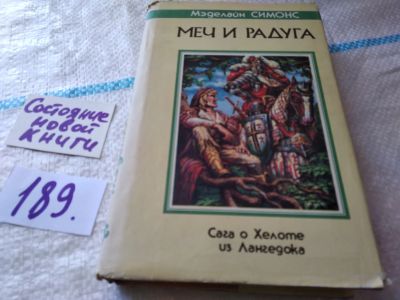 Мэделайн СИМОНС
МЕЧ И РАДУГА
Сага о Хелоте
из Лангедока
Состояние
новой
книги
189.